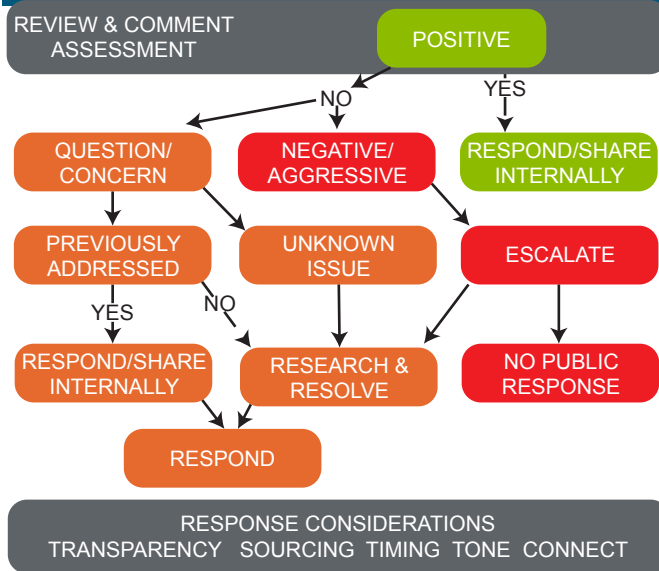 REVIEW & COMMENT
ASSESSMENT
POSITIVE
NO
YES
QUESTION/
CONCERN
NEGATIVE/
AGGRESSIVE
RESPOND/SHARE
INTERNALLY
PREVIOUSLY
ADDRESSED
UNKNOWN
ISSUE
ESCALATE
YES
NO
RESPOND/SHARE
INTERNALLY
RESEARCH &
RESOLVE
NO PUBLIC
RESPONSE
RESPOND
RESPONSE CONSIDERATIONS
TRANSPARENCY SOURCING TIMING TONE CONNECT